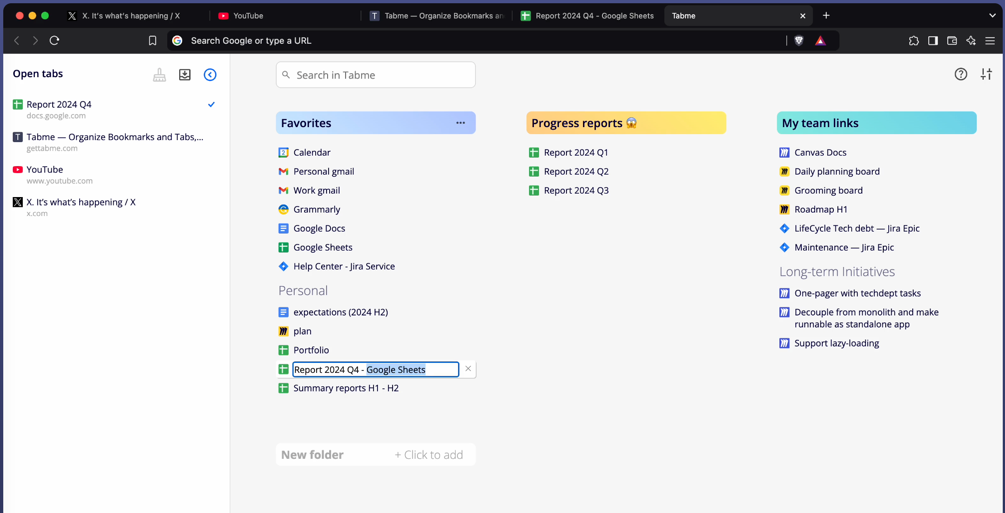 X. It's what's happening / X
YouTube
Tabme — Organize Bookmarks an
Report 2024 Q4 - Google Sheets
Tabme
Search Google or type a URL
Open tabs
Report 2024 Q4
docs.google.com
Tabme — Organize Bookmarks and Tabs,...
gettabme.com
YouTube
www.youtube.com
X. It's what's happening / X
x.com
Search in Tabme
Favorites
Calendar
Personal gmail
Work gmail
Grammarly
Google Docs
Google Sheets
Help Center - Jira Service
Personal
expectations (2024 H2)
plan
Portfolio
Report 2024 Q4 - Google Sheets
Summary reports H1 - H2
New folder + Click to add
Progress reports 😱
Report 2024 Q1
Report 2024 Q2
Report 2024 Q3
My team links
Canvas Docs
Daily planning board
Grooming board
Roadmap H1
LifeCycle Tech debt — Jira Epic
Maintenance — Jira Epic
Long-term Initiatives
One-pager with techdept tasks
Decouple from monolith and make
runnable as standalone app
Support lazy-loading